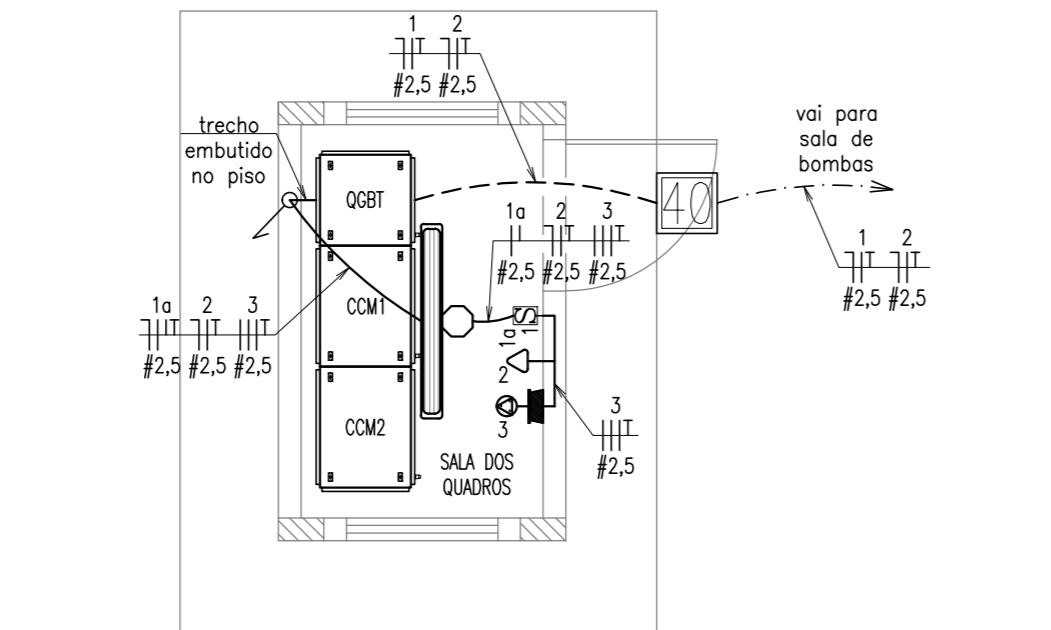 1 2
#2,5 #2,5
trecho
embutido
no piso
vai para
sala de
bombas
QGBT
40
1a 2 3
#2,5 #2,5 #2,5
1 2
#2,5 #2,5
1a 2 3
#2,5 #2,5 #2,5
CCM1
S
1a
1
2
3
3
#2,5
CCM2
SALA DOS
QUADROS